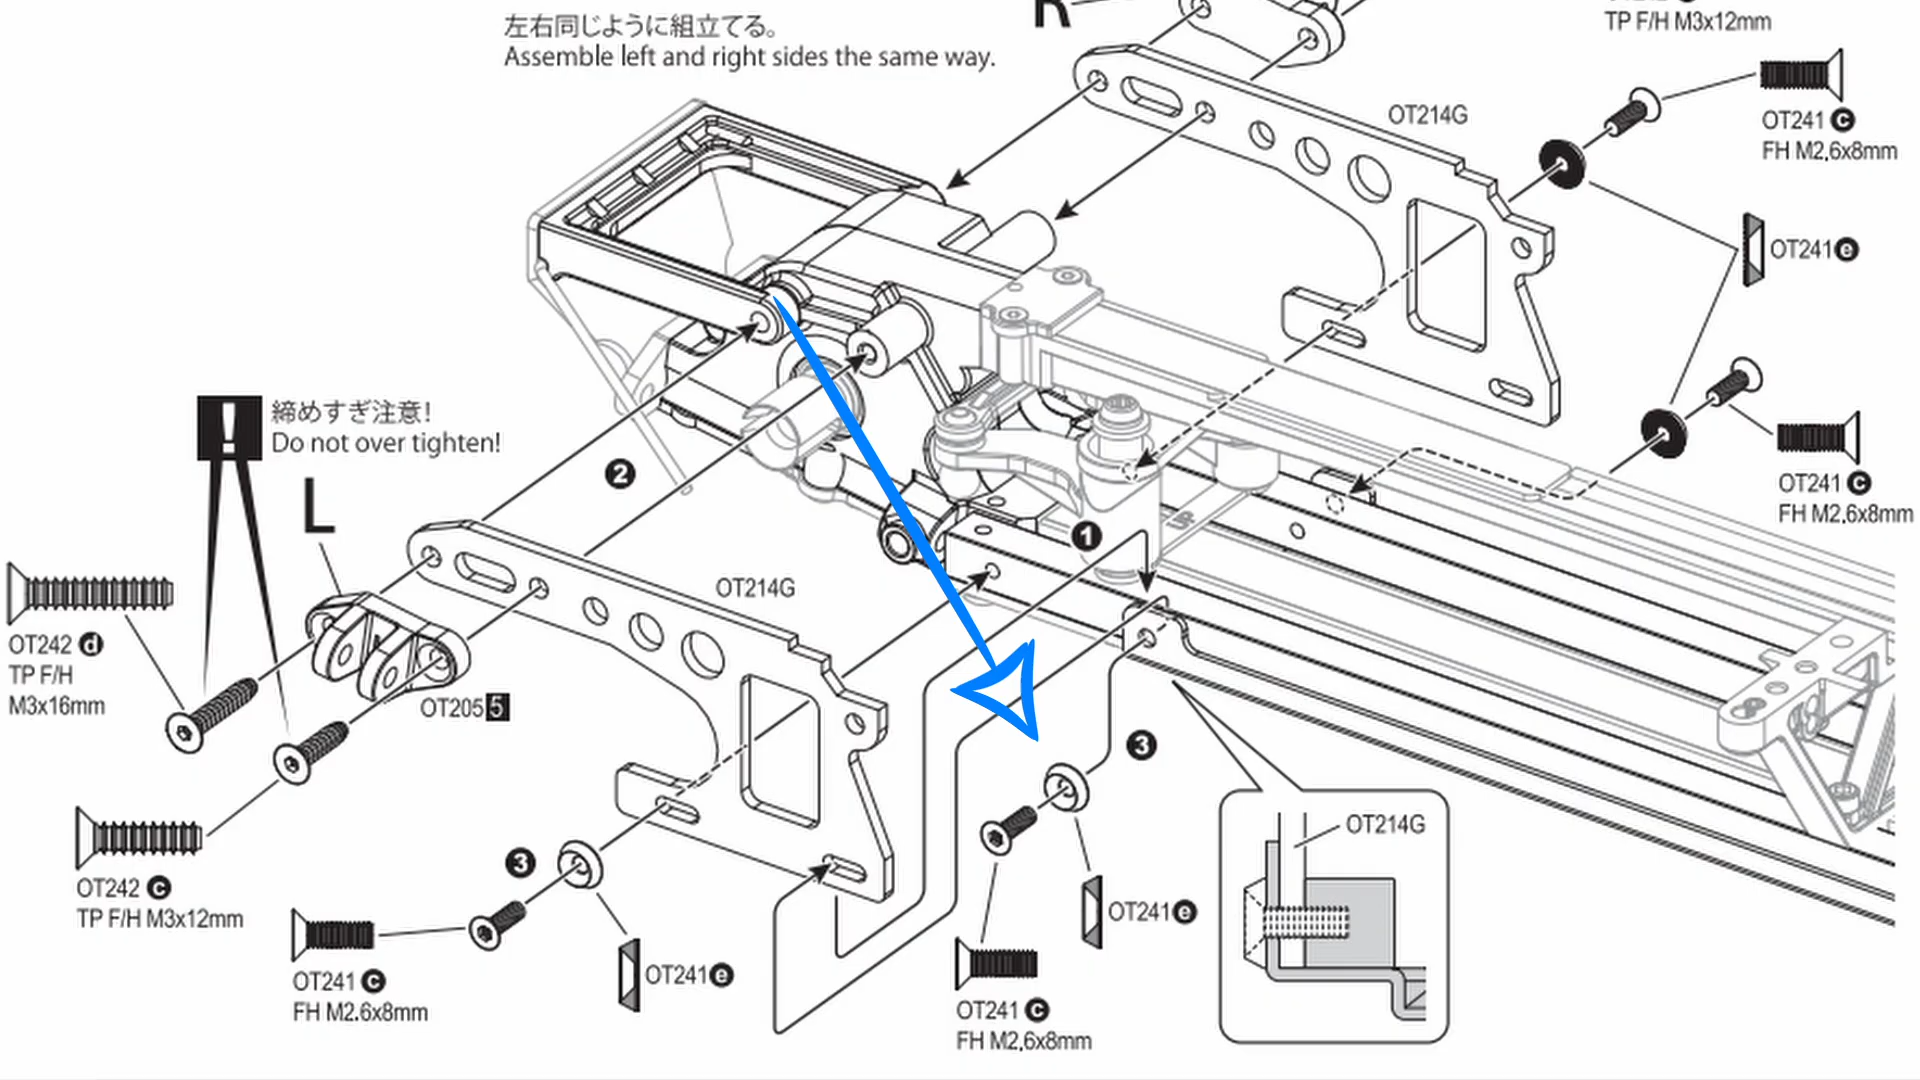 左右同じように組立てる。
Assemble left and right sides the same way.
R
TP F/H M3x12mm
OT214G
OT241 c
FH M2.6x8mm
OT241 e
締めすぎ注意!
Do not over tighten!
2
L
1
OT241 c
FH M2.6x8mm
OT214G
OT242 d
TP F/H
M3x16mm
OT205 5
3
OT214G
3
OT242 c
TP F/H M3x12mm
OT241 e
OT241 e
OT241 c
FH M2.6x8mm
OT241 c
FH M2.6x8mm